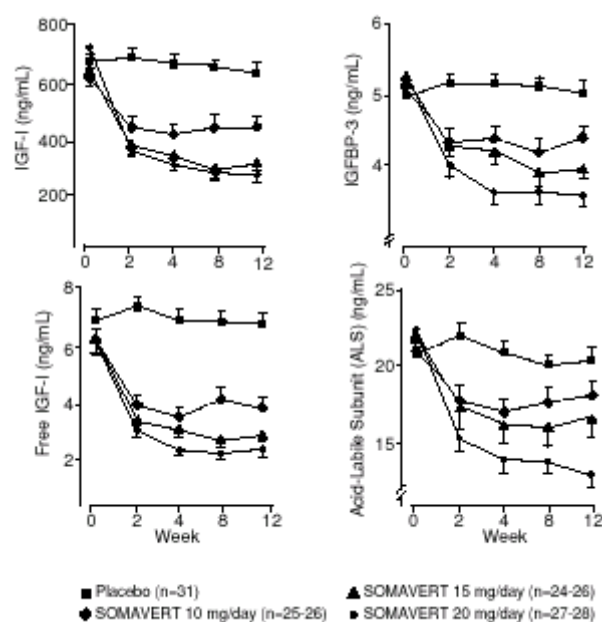 IGF-I (ng/mL)
800
600
400
200
0 2 4 8 12
IGFBP-3 (ng/mL)
6
5
4
0 2 4 8 12
Free IGF-I (ng/mL)
8
6
4
2
0 2 4 8 12
Week
Acid-Labile Subunit (ALS) (ng/mL)
25
20
15
0 2 4 8 12
Week
Placebo (n=31)
SOMAVERT 15 mg/day (n=24-26)
SOMAVERT 10 mg/day (n=25-26)
SOMAVERT 20 mg/day (n=27-28)